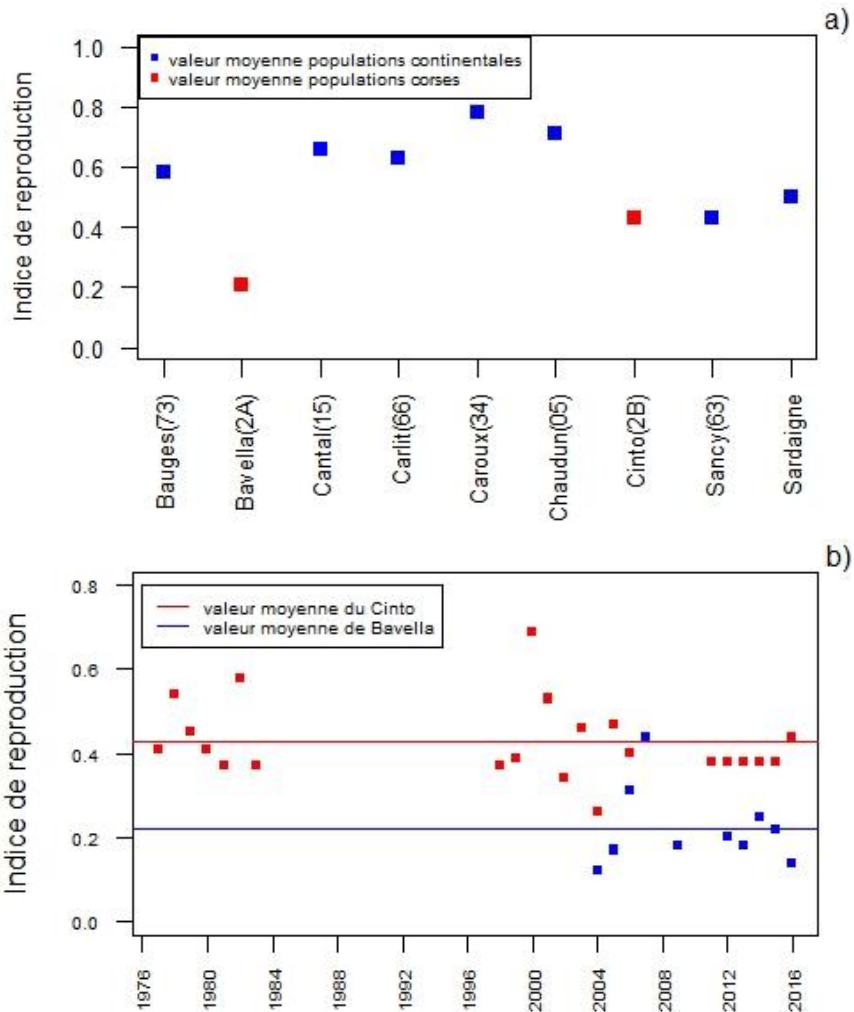 a)
1.0
0.8
0.6
0.4
0.2
0.0
Indice de reproduction
valeur moyenne populations continentales
valeur moyenne populations corses
Bauges(73)
Bavella(2A)
Cantal(15)
Carlit(66)
Caroux(34)
Chaudun(05)
Cinto(2B)
Sancy(63)
Sardaigne
b)
0.8
0.6
0.4
0.2
0.0
Indice de reproduction
valeur moyenne du Cinto
valeur moyenne de Bavella
1976
1980
1984
1988
1992
1996
2000
2004
2008
2012
2016